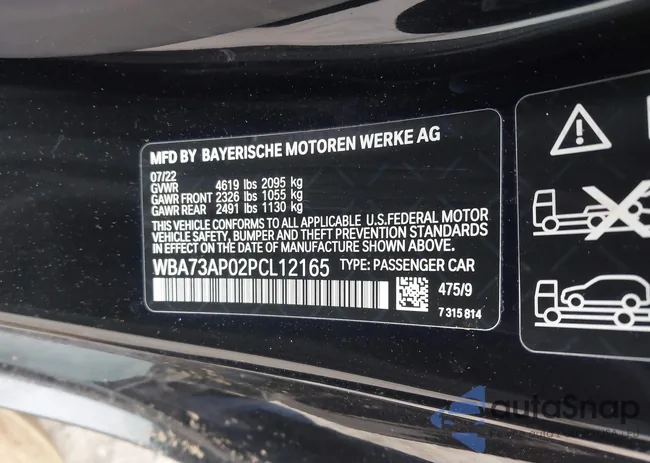 MFD BY BAYERISCHE MOTOREN WERKE AG
07/22
GVWR 4619 lbs 2095 kg
GAWR FRONT 2326 lbs 1055 kg
GAWR REAR 2491 lbs 1130 kg
THIS VEHICLE CONFORMS TO ALL APPLICABLE U.S.FEDERAL MOTOR
VEHICLE SAFETY, BUMPER AND THEFT PREVENTION STANDARDS
IN EFFECT ON THE DATE OF MANUFACTURE SHOWN ABOVE.
WBA73AP02PCL12165 TYPE: PASSENGER CAR
475/9
7 315 814
autoSnap